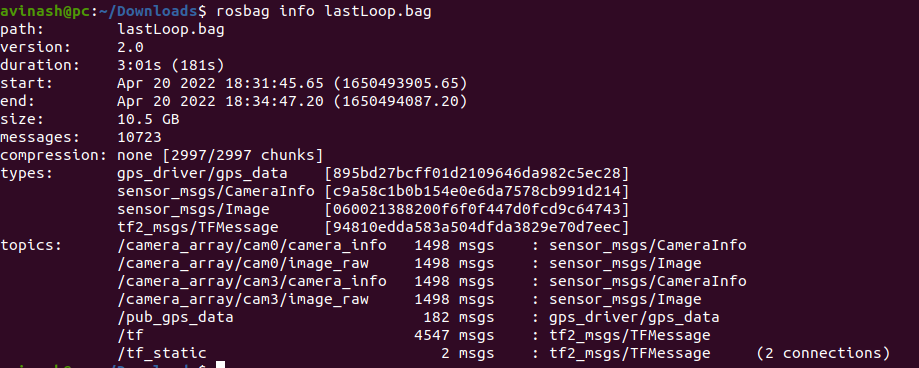 avinash@pc:~/Downloads$ rosbag info lastLoop.bag
path:        lastLoop.bag
version:     2.0
duration:    3:01s (181s)
start:       Apr 20 2022 18:31:45.65 (1650493905.65)
end:         Apr 20 2022 18:34:47.20 (1650494087.20)
size:        10.5 GB
messages:    10723
compression: none [2997/2997 chunks]
types:       gps_driver/gps_data    [895bd27bcff01d2109646da982c5ec28]
             sensor_msgs/CameraInfo [c9a58c1b0b154e0e6da7578cb991d214]
             sensor_msgs/Image      [060021388200f6f0f447d0fcd9c64743]
             tf2_msgs/TFMessage     [94810edda583a504dfda3829e70d7eec]
topics:      /camera_array/cam0/camera_info   1498 msgs    : sensor_msgs/CameraInfo
             /camera_array/cam0/image_raw     1498 msgs    : sensor_msgs/Image
             /camera_array/cam3/camera_info   1498 msgs    : sensor_msgs/CameraInfo
             /camera_array/cam3/image_raw     1498 msgs    : sensor_msgs/Image
             /pub_gps_data                     182 msgs    : gps_driver/gps_data
             /tf                              4547 msgs    : tf2_msgs/TFMessage
             /tf_static                          2 msgs    : tf2_msgs/TFMessage     (2 connections)
avinash@pc:~/Downloads$